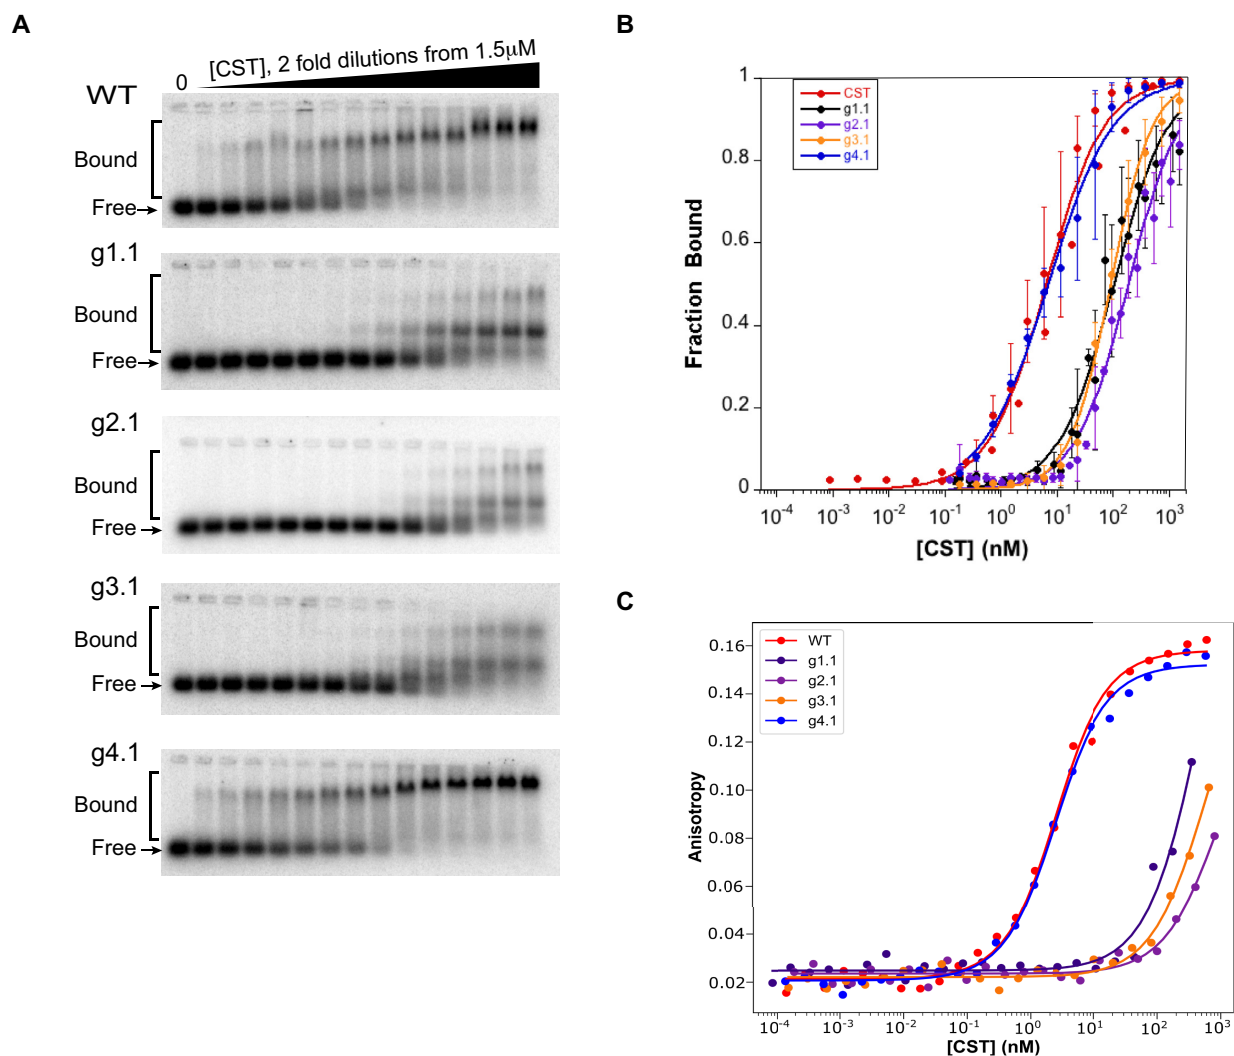 A
[CST], 2 fold dilutions from 1.5μM
0
WT
Bound
Free
g1.1
Bound
Free
g2.1
Bound
Free
g3.1
Bound
Free
g4.1
Bound
Free
B
1
0.8
0.6
0.4
0.2
0
Fraction Bound
CST
g1.1
g2.1
g3.1
g4.1
10-4 10-3 10-2 10-1 100 101 102 103
[CST] (nM)
C
0.16
0.14
0.12
0.10
0.08
0.06
0.04
0.02
Anisotropy
WT
g1.1
g2.1
g3.1
g4.1
10-4 10-3 10-2 10-1 100 101 102 103
[CST] (nM)